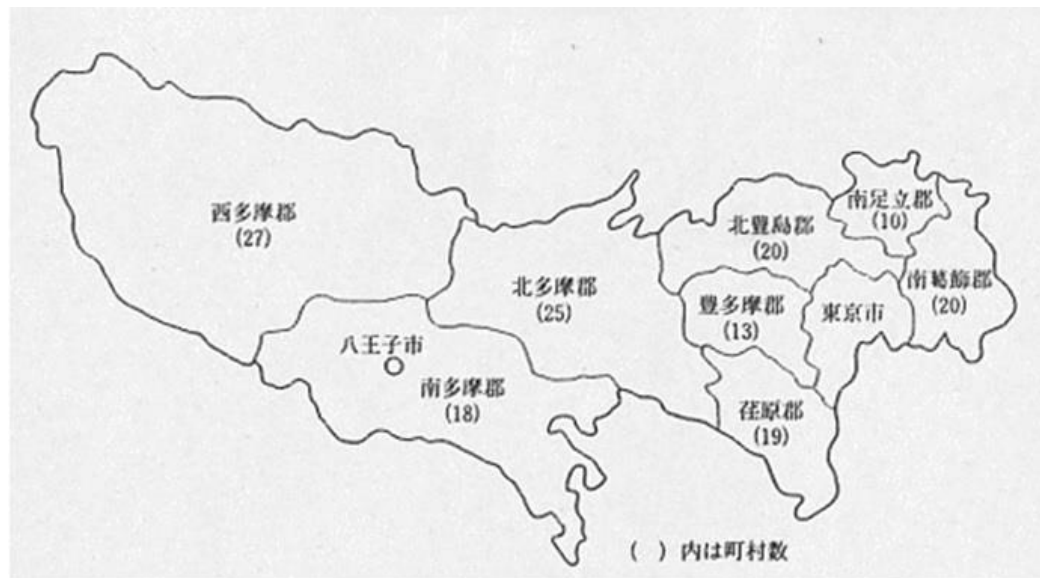 西多摩郡
(27)
北多摩郡
(25)
八王子市
南多摩郡
(18)
北豐島郡
(20)
南足立郡
(10)
豐多摩郡
(13)
東京市
南葛飾郡
(20)
荏原郡
(19)
( ) 内は町村数